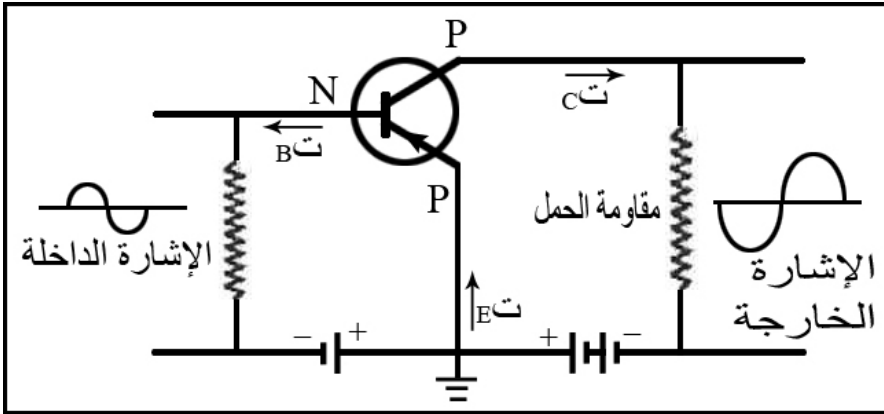 P
N
تC
تB
P
مقاومة الحمل
الإشارة الداخلة
الإشارة
الخارجة
تE
− +
+ −